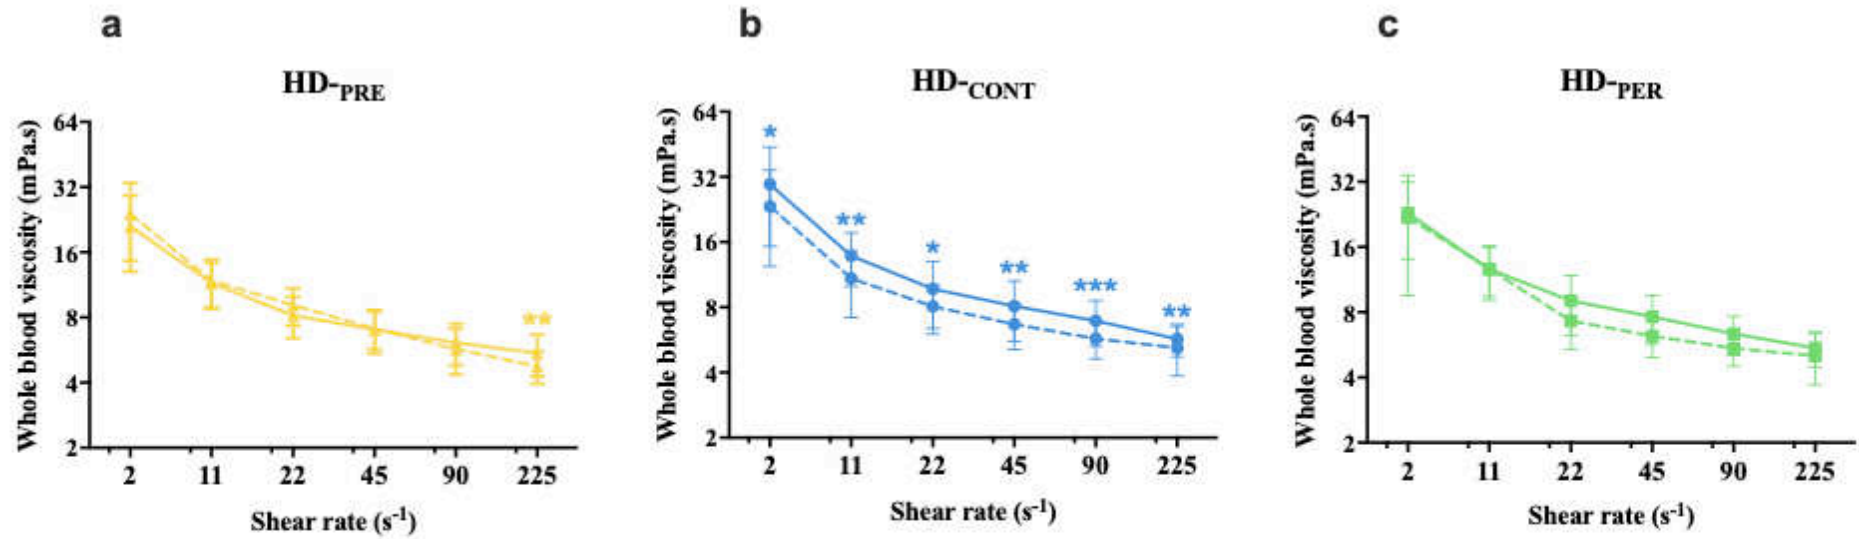 a
HD-PRE
Whole blood viscosity (mPa.s)
64
32
16
8
4
2
**
2 11 22 45 90 225
Shear rate (s-1)
b
HD-CONT
Whole blood viscosity (mPa.s)
64
32
16
8
4
2
* ** * ** *** **
2 11 22 45 90 225
Shear rate (s-1)
c
HD-PER
Whole blood viscosity (mPa.s)
64
32
16
8
4
2
2 11 22 45 90 225
Shear rate (s-1)